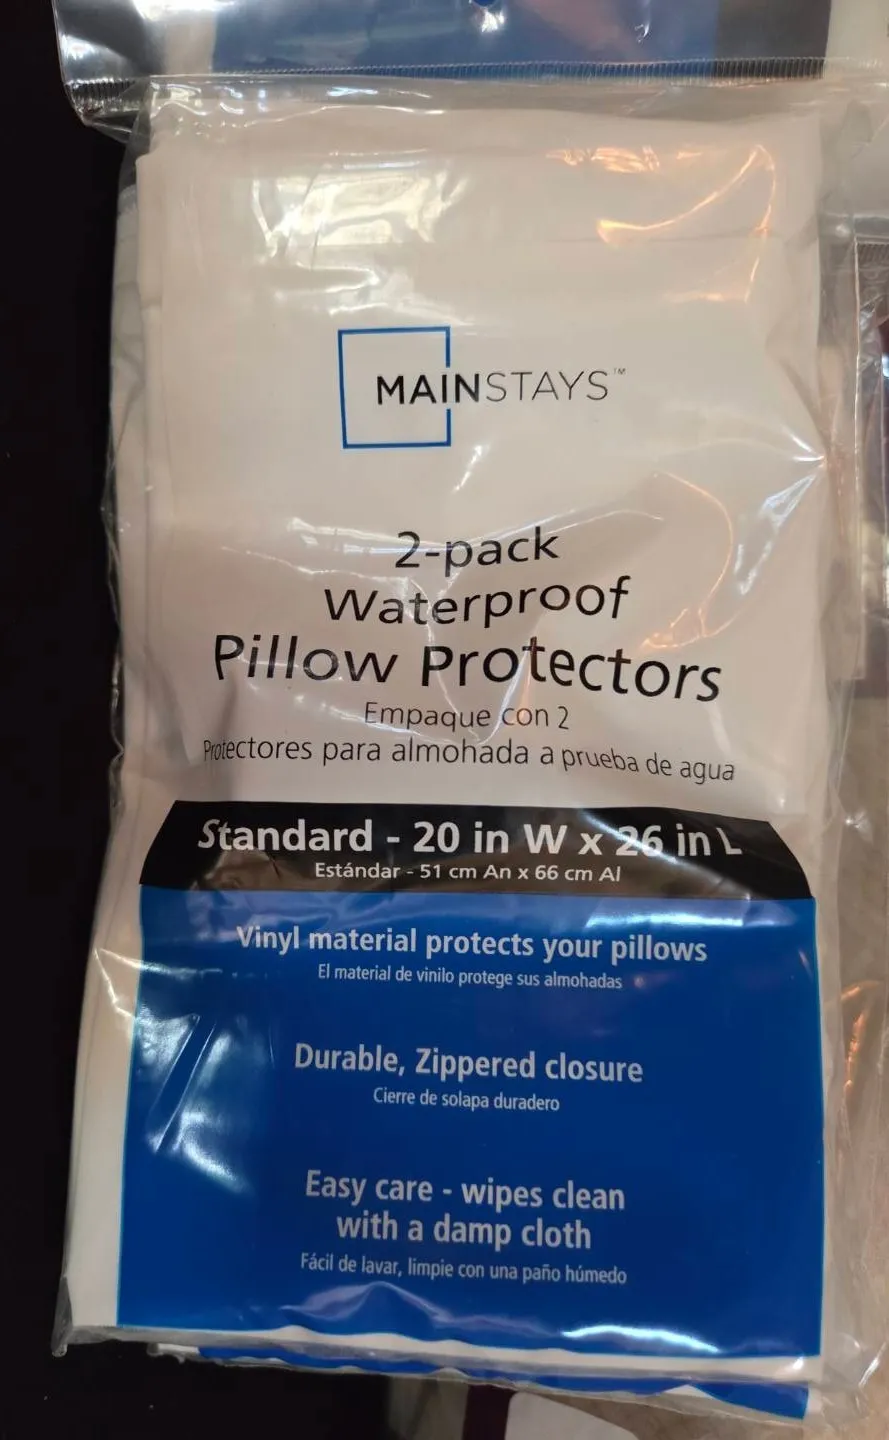 MAINSTAYS™
2-pack
Waterproof
Pillow Protectors
Empaque con 2
Protectores para almohada a prueba de agua
Standard - 20 in W x 26 in L
Estándar - 51 cm An x 66 cm Al
Vinyl material protects your pillows
El material de vinilo protege sus almohadas
Durable, Zippered closure
Cierre de solapa duradero
Easy care - wipes clean
with a damp cloth
Fácil de lavar, limpie con una paño húmedo